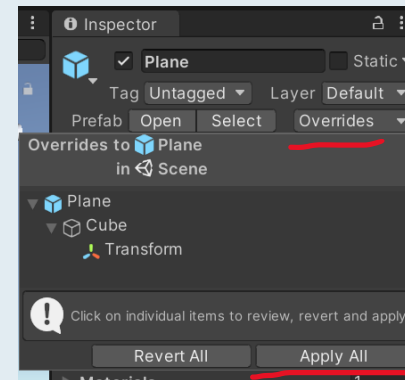 Inspector
Plane Static
Tag Untagged Layer Default
Prefab Open Select Overrides
Overrides to Plane
in Scene
Plane
Cube
Transform
Click on individual items to review, revert and apply
Revert All Apply All
Materials 1